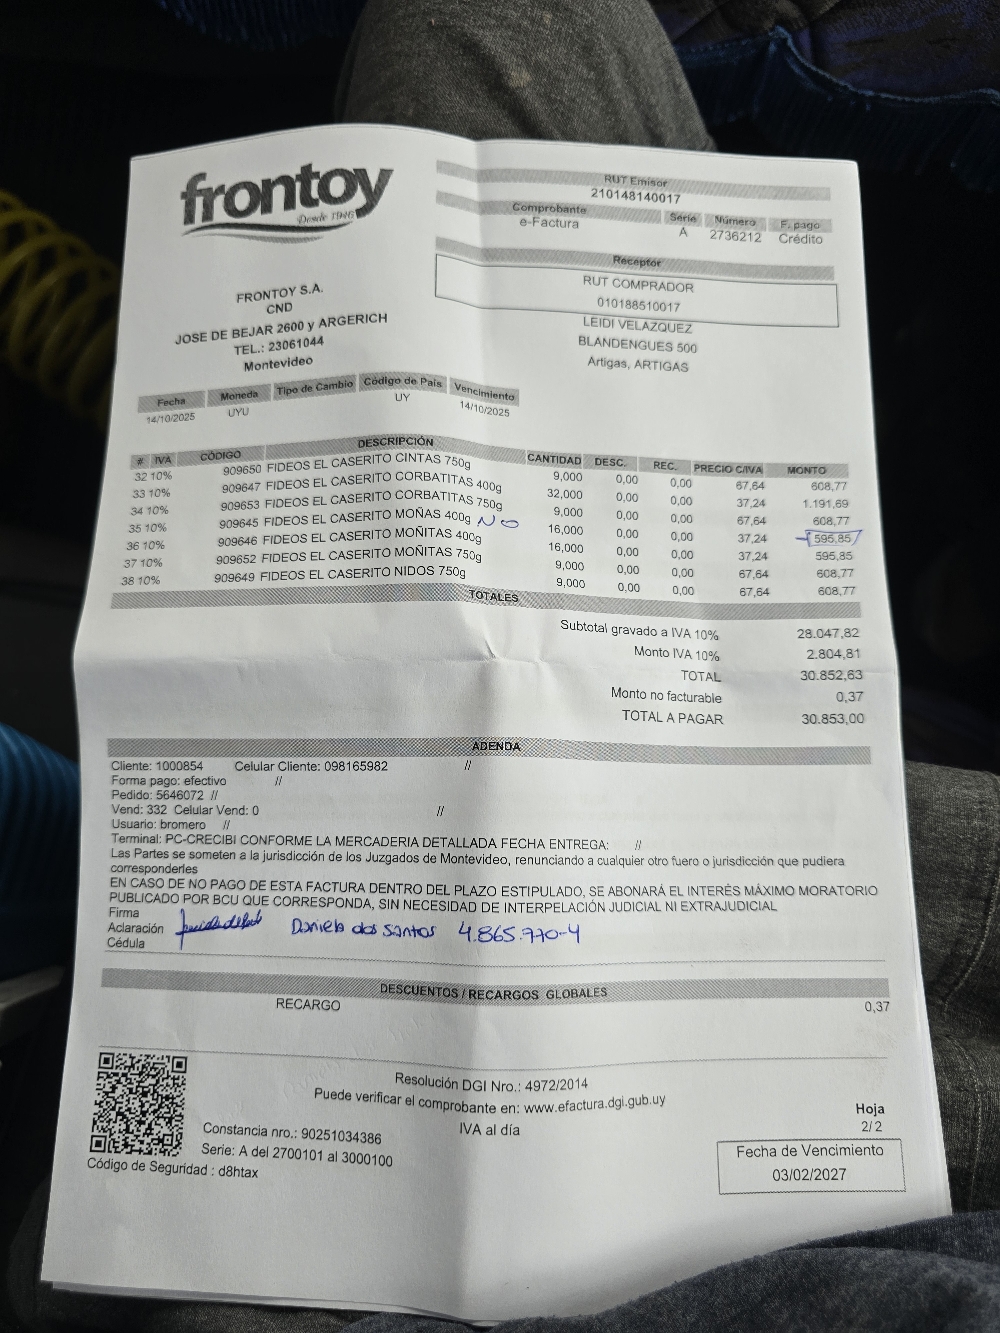 frontoy
Desde 1946
RUT Emisor
210148140017
Comprobante Serie Número F. pago
e-Factura A 2736212 Crédito
Receptor
RUT COMPRADOR
010188510017
LEIDI VELAZQUEZ
BLANDENGUES 500
Artigas, ARTIGAS
FRONTOY S.A.
CND
JOSE DE BEJAR 2600 y ARGERICH
TEL.: 23061044
Montevideo
Fecha Moneda Tipo de Cambio Código de País Vencimiento
14/10/2025 UYU UY 14/10/2025
# IVA CÓDIGO DESCRIPCIÓN CANTIDAD DESC. REC. PRECIO C/IVA MONTO
32 10% 909650 FIDEOS EL CASERITO CINTAS 750g 9,000 0,00 0,00 67,64 608,77
33 10% 909647 FIDEOS EL CASERITO CORBATITAS 400g 32,000 0,00 0,00 37,24 1.191,69
34 10% 909653 FIDEOS EL CASERITO CORBATITAS 750g 9,000 0,00 0,00 67,64 608,77
35 10% 909645 FIDEOS EL CASERITO MOÑAS 400g NO 16,000 0,00 0,00 37,24 595,85
36 10% 909646 FIDEOS EL CASERITO MOÑITAS 400g 16,000 0,00 0,00 37,24 595,85
37 10% 909652 FIDEOS EL CASERITO MOÑITAS 750g 9,000 0,00 0,00 67,64 608,77
38 10% 909649 FIDEOS EL CASERITO NIDOS 750g 9,000 0,00 0,00 67,64 608,77
TOTALES
Subtotal gravado a IVA 10% 28.047,82
Monto IVA 10% 2.804,81
TOTAL 30.852,63
Monto no facturable 0,37
TOTAL A PAGAR 30.853,00
ADENDA
Cliente: 1000854 Celular Cliente: 098165982 //
Forma pago: efectivo //
Pedido: 5646072 //
Vend: 332 Celular Vend: 0 //
Usuario: bromero //
Terminal: PC-CRECIBI CONFORME LA MERCADERIA DETALLADA FECHA ENTREGA: //
Las Partes se someten a la jurisdicción de los Juzgados de Montevideo, renunciando a cualquier otro fuero o jurisdicción que pudiera
corresponderles
EN CASO DE NO PAGO DE ESTA FACTURA DENTRO DEL PLAZO ESTIPULADO, SE ABONARÁ EL INTERÉS MÁXIMO MORATORIO
PUBLICADO POR BCU QUE CORRESPONDA, SIN NECESIDAD DE INTERPELACIÓN JUDICIAL NI EXTRAJUDICIAL
Firma
Aclaración Daniela dos santos 4.865.770-4
Cédula
DESCUENTOS / RECARGOS GLOBALES
RECARGO 0,37
Resolución DGI Nro.: 4972/2014
Puede verificar el comprobante en: www.efactura.dgi.gub.uy
IVA al día
Constancia nro.: 90251034386
Serie: A del 2700101 al 3000100
Código de Seguridad : d8htax
Hoja
2/2
Fecha de Vencimiento
03/02/2027